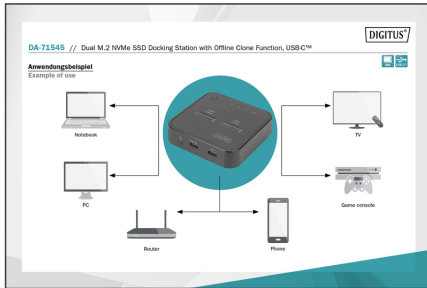 DIGITUS®
DA-71545 // Dual M.2 NVMe SSD Docking Station with Offline Clone Function, USB-C™
Anwendungsbeispiel
Example of use
Notebook
TV
PC
Game console
Router
Phone